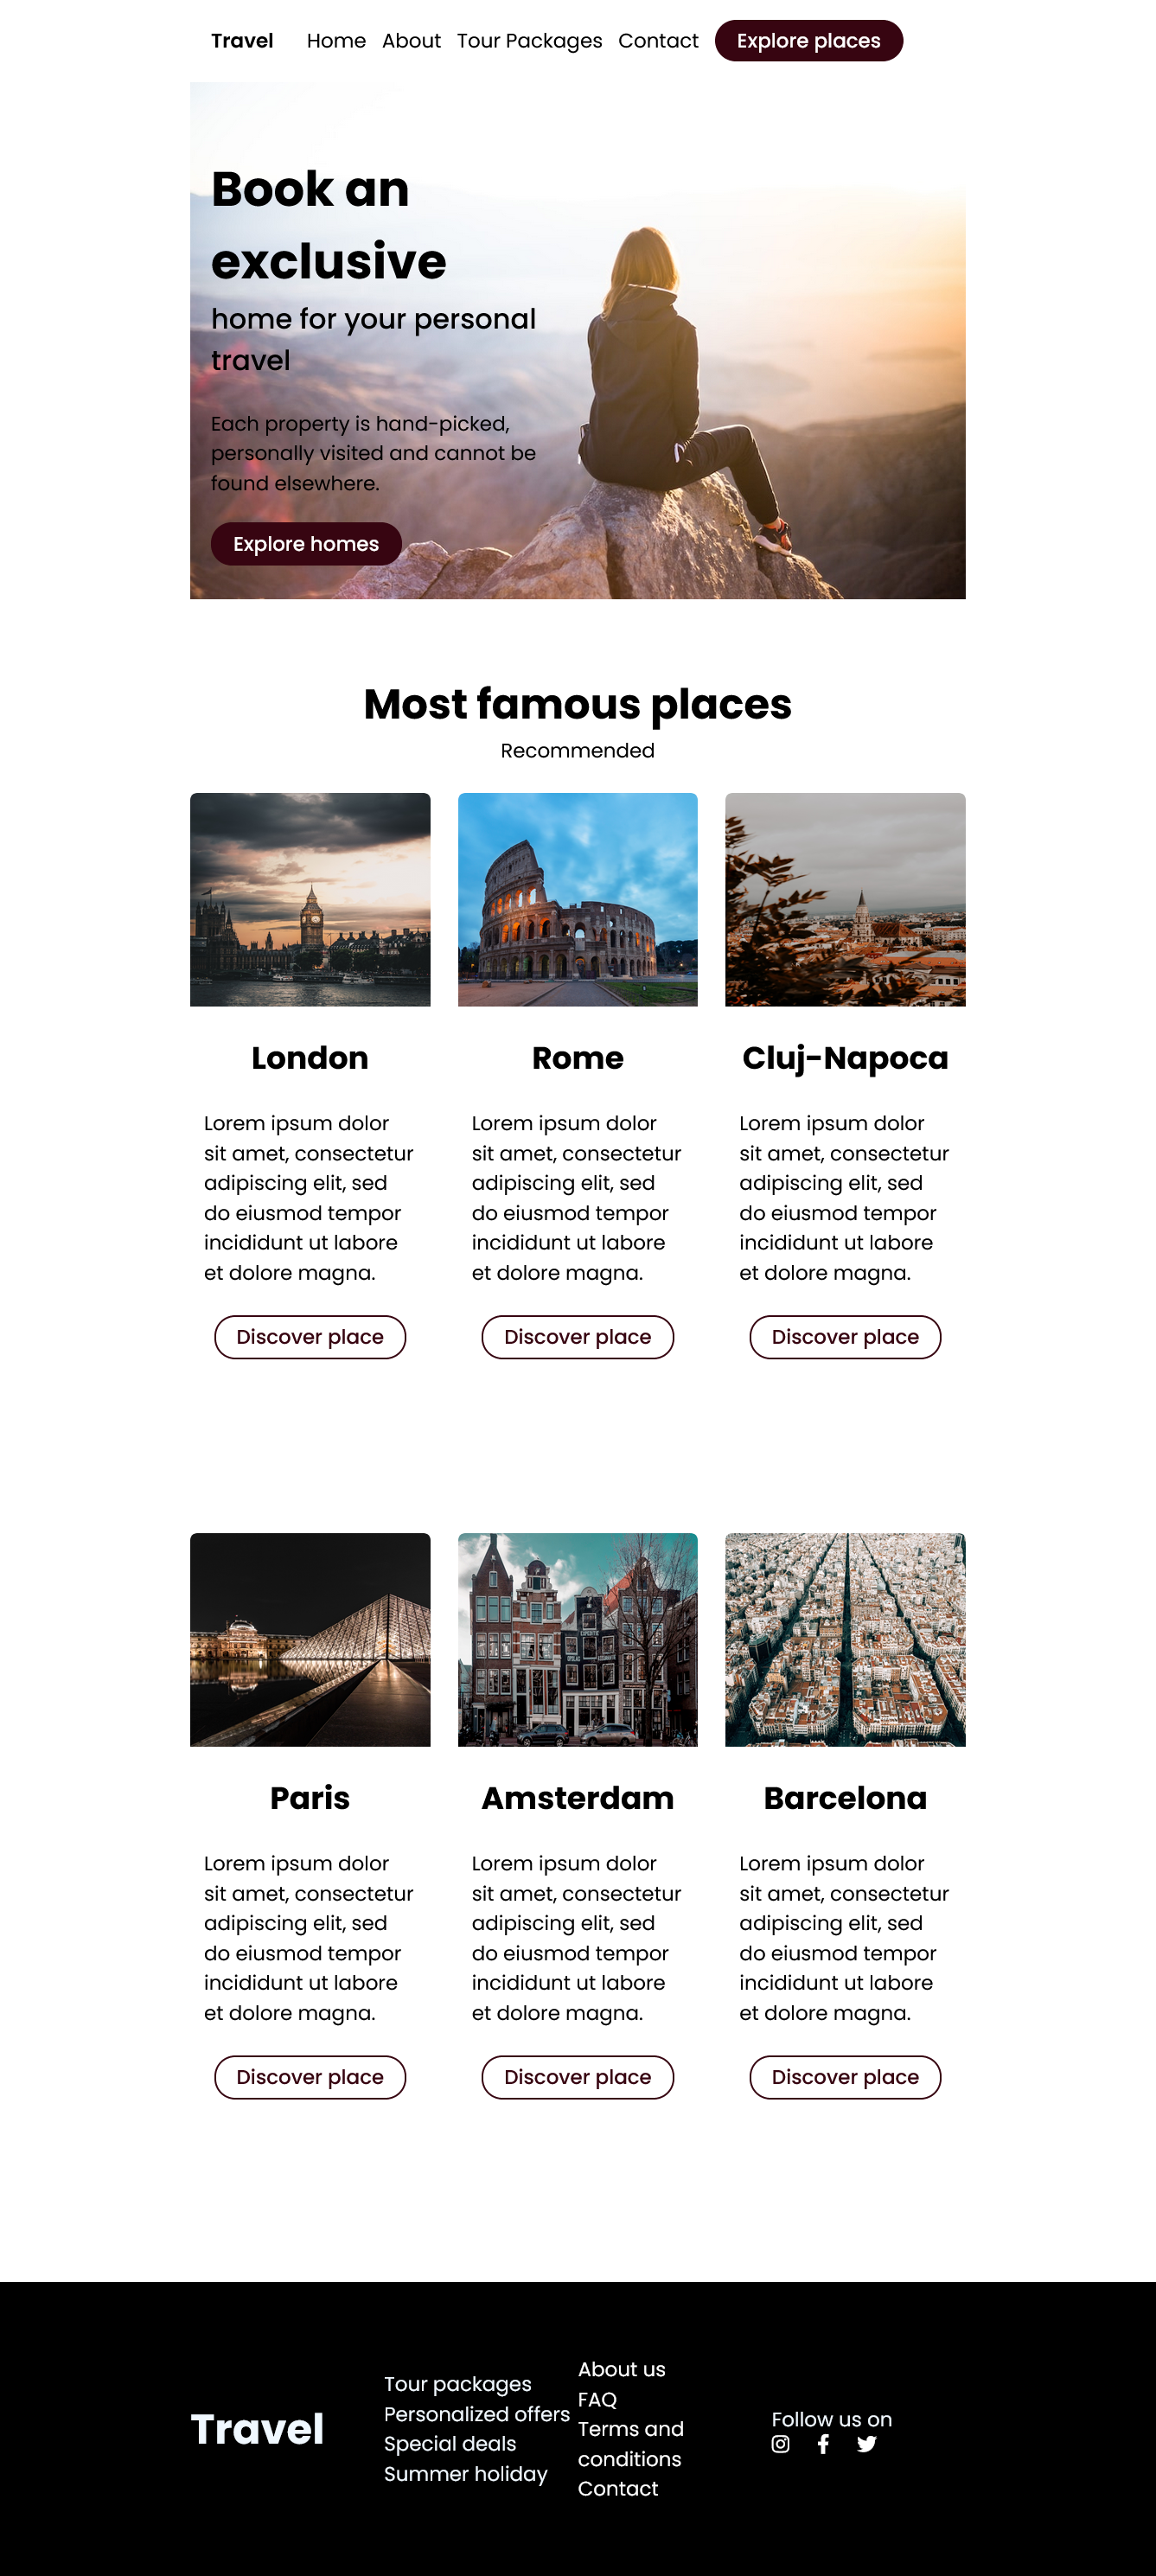 Travel Home About Tour Packages Contact Explore places
Book an
exclusive
home for your personal
travel
Each property is hand-picked,
personally visited and cannot be
found elsewhere.
Explore homes
Most famous places
Recommended
London
Lorem ipsum dolor
sit amet, consectetur
adipiscing elit, sed
do eiusmod tempor
incididunt ut labore
et dolore magna.
Discover place
Rome
Lorem ipsum dolor
sit amet, consectetur
adipiscing elit, sed
do eiusmod tempor
incididunt ut labore
et dolore magna.
Discover place
Cluj-Napoca
Lorem ipsum dolor
sit amet, consectetur
adipiscing elit, sed
do eiusmod tempor
incididunt ut labore
et dolore magna.
Discover place
Paris
Lorem ipsum dolor
sit amet, consectetur
adipiscing elit, sed
do eiusmod tempor
incididunt ut labore
et dolore magna.
Discover place
Amsterdam
Lorem ipsum dolor
sit amet, consectetur
adipiscing elit, sed
do eiusmod tempor
incididunt ut labore
et dolore magna.
Discover place
Barcelona
Lorem ipsum dolor
sit amet, consectetur
adipiscing elit, sed
do eiusmod tempor
incididunt ut labore
et dolore magna.
Discover place
Travel
Tour packages
Personalized offers
Special deals
Summer holiday
About us
FAQ
Terms and
conditions
Contact
Follow us on